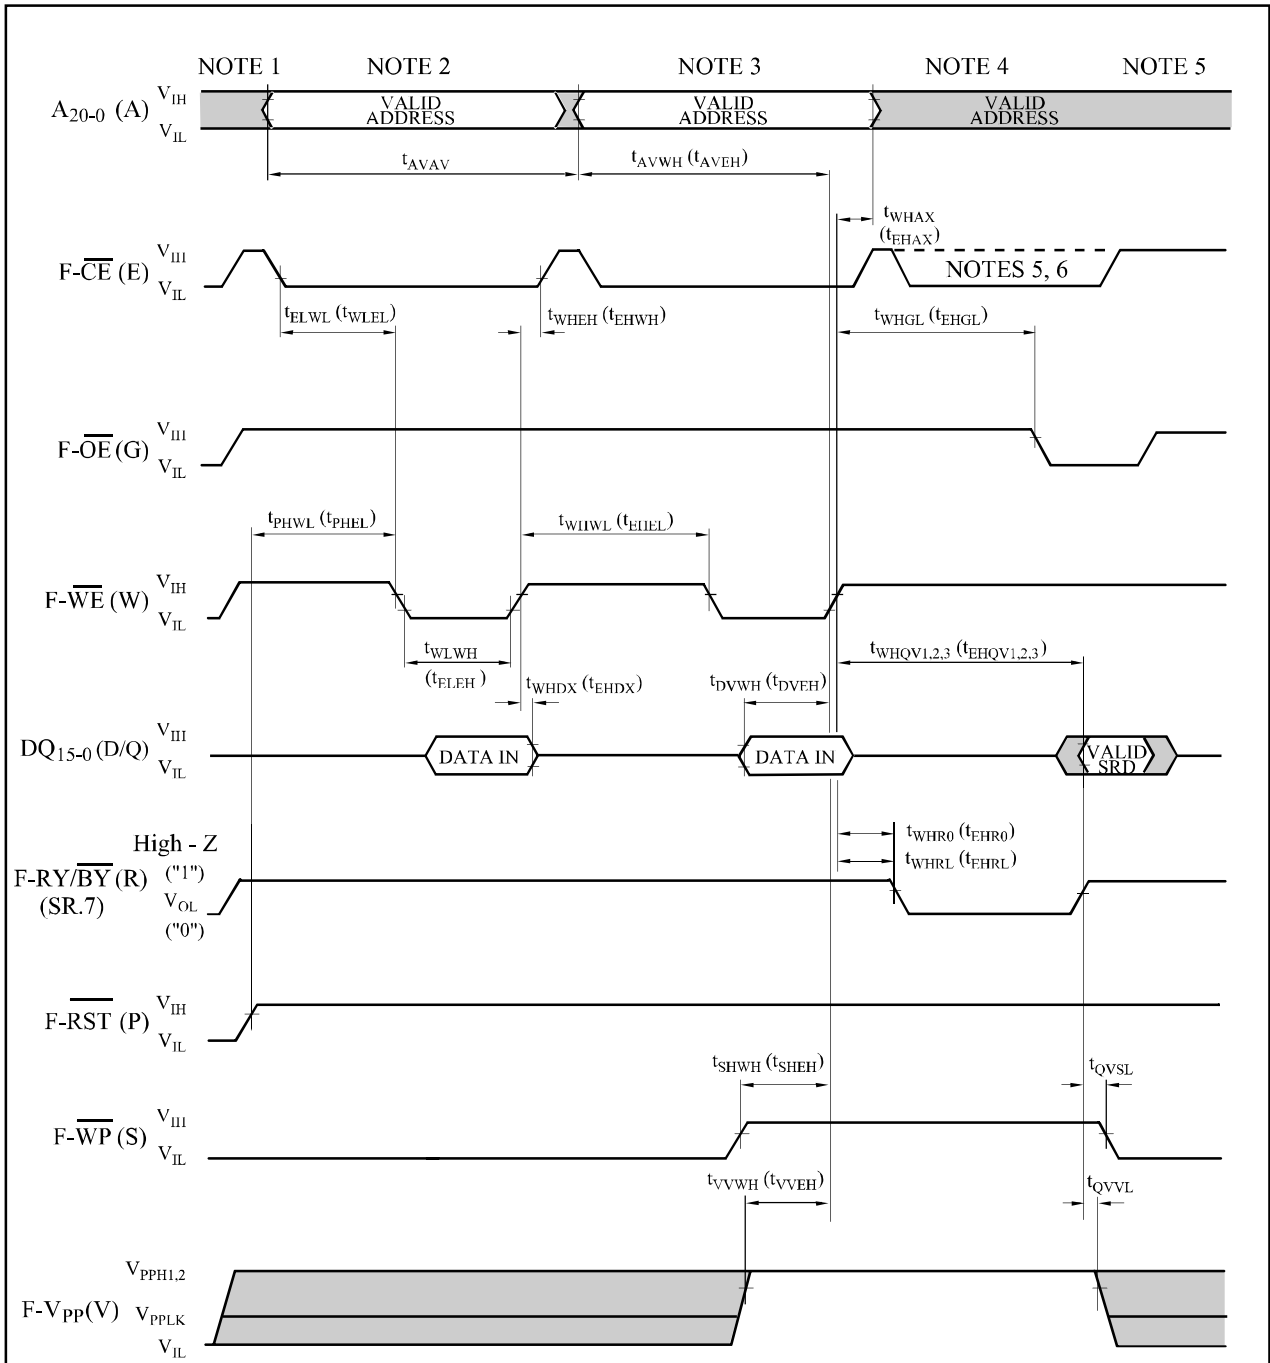 NOTE 1 NOTE 2 NOTE 3 NOTE 4 NOTE 5
A20-0 (A) VIH VIL VALID ADDRESS VALID ADDRESS VALID ADDRESS
tAVAV tAVWH (tAVEH)
tWHAX
(tEHAX)
F-CE (E) VIH VIL NOTES 5, 6
tELWL (tWLEL) tWHEH (tEHWH) tWHGL (tEHGL)
F-OE (G) VIH VIL
tPHWL (tPHEL) tWHWL (tEHEL)
F-WE (W) VIH VIL
tWLWH
(tELEH)
tWHDX (tEHDX) tDVWH (tDVEH) tWHQV1,2,3 (tEHQV1,2,3)
DQ15-0 (D/Q) VIH VIL DATA IN DATA IN VALID SRD
High - Z
("1")
F-RY/BY (R)
(SR.7)
VOL
("0")
tWHR0 (tEHR0)
tWHRL (tEHRL)
F-RST (P) VIH VIL
tSHWH (tSHEH) tQVSL
F-WP (S) VIH VIL
tVVWH (tVVEH) tQVVL
VPPH1,2
F-VPP (V) VPPLK
VIL